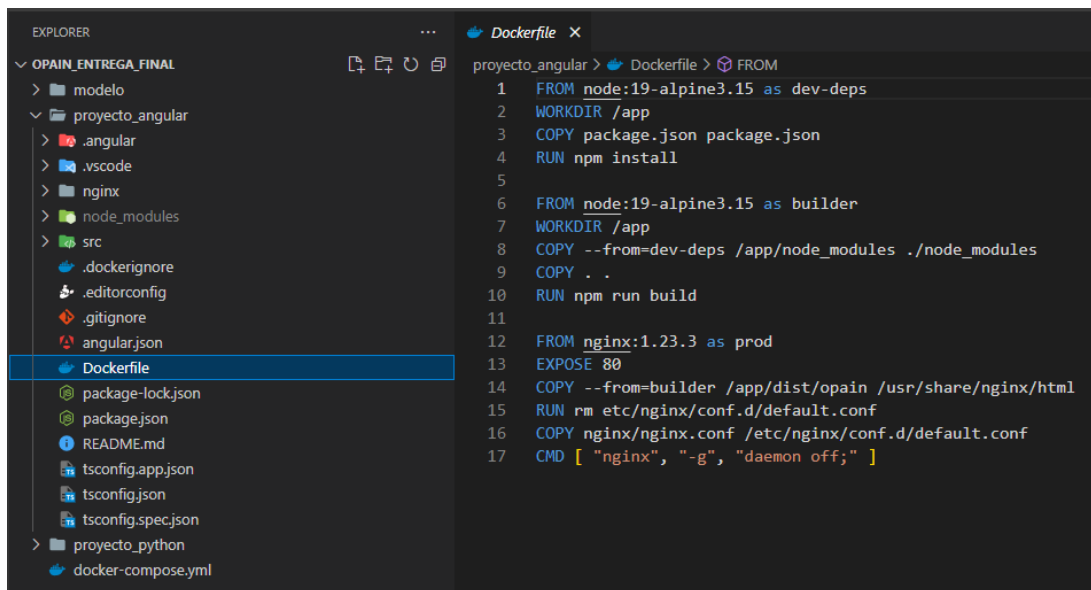 EXPLORER ...
OPAIN_ENTREGA_FINAL
modelo
proyecto_angular
.angular
.vscode
nginx
node_modules
src
.dockerignore
.editorconfig
.gitignore
angular.json
Dockerfile
package-lock.json
package.json
README.md
tsconfig.app.json
tsconfig.json
tsconfig.spec.json
proyecto_python
docker-compose.yml
Dockerfile
proyecto_angular > Dockerfile > FROM
1 FROM node:19-alpine3.15 as dev-deps
2 WORKDIR /app
3 COPY package.json package.json
4 RUN npm install
5
6 FROM node:19-alpine3.15 as builder
7 WORKDIR /app
8 COPY --from=dev-deps /app/node_modules ./node_modules
9 COPY . .
10 RUN npm run build
11
12 FROM nginx:1.23.3 as prod
13 EXPOSE 80
14 COPY --from=builder /app/dist/opain /usr/share/nginx/html
15 RUN rm etc/nginx/conf.d/default.conf
16 COPY nginx/nginx.conf /etc/nginx/conf.d/default.conf
17 CMD [ "nginx", "-g", "daemon off;" ]